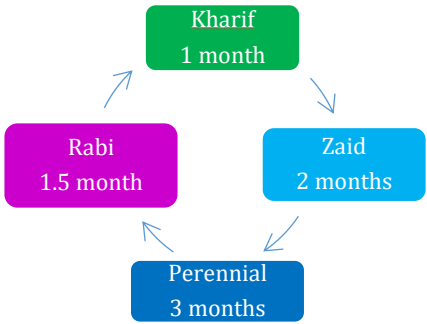 Kharif
1 month
Zaid
2 months
Perennial
3 months
Rabi
1.5 month